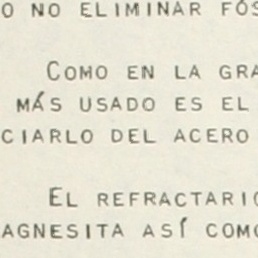 O NO ELIMINAR FÓS
COMO EN LA GRA
MÁS USADO ES EL
CIARLO DEL ACERO
EL REFRACTARIO
AGNESITA ASÍ COMO